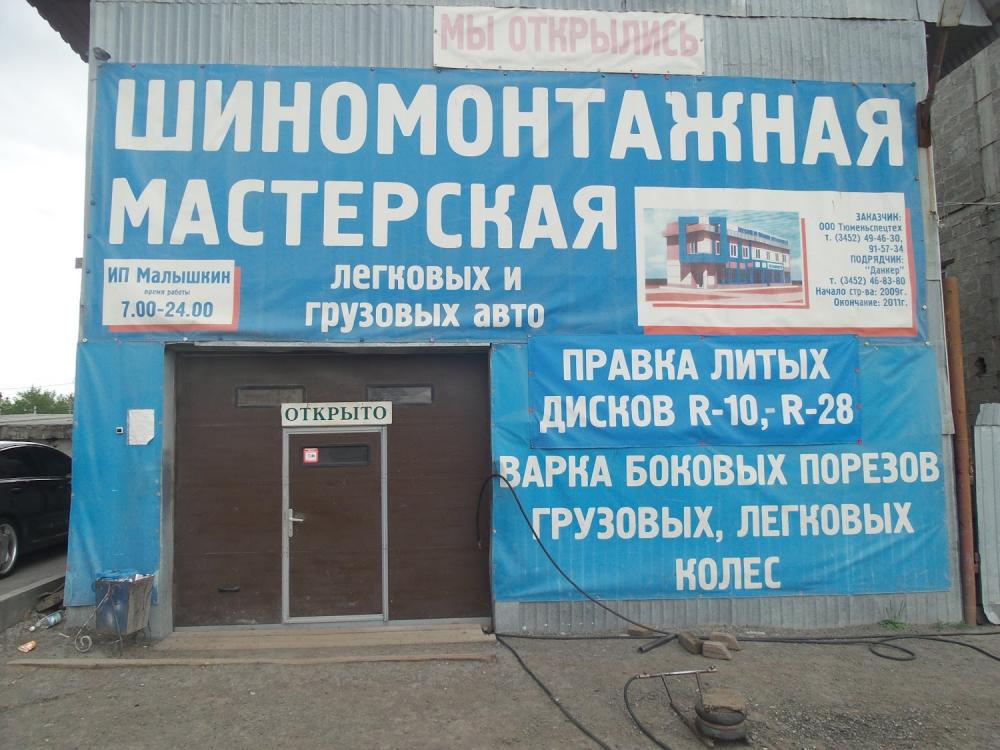 МЫ ОТКРЫЛИСЬ
ШИНОМОНТАЖНАЯ
МАСТЕРСКАЯ
легковых и
грузовых авто
ИП Малышкин
время работы
7.00-24.00
ЗАКАЗЧИК:
ООО Тюменьспецтех
т. (3452) 49-46-30,
91-57-34
ПОДРЯДЧИК:
"Данкер"
т. (3452) 46-83-80
Начало стр-ва: 2009г.
Окончание: 2011г.
ПРАВКА ЛИТЫХ
ДИСКОВ R-10,-R-28
ВАРКА БОКОВЫХ ПОРЕЗОВ
ГРУЗОВЫХ, ЛЕГКОВЫХ
КОЛЕС
ОТКРЫТО